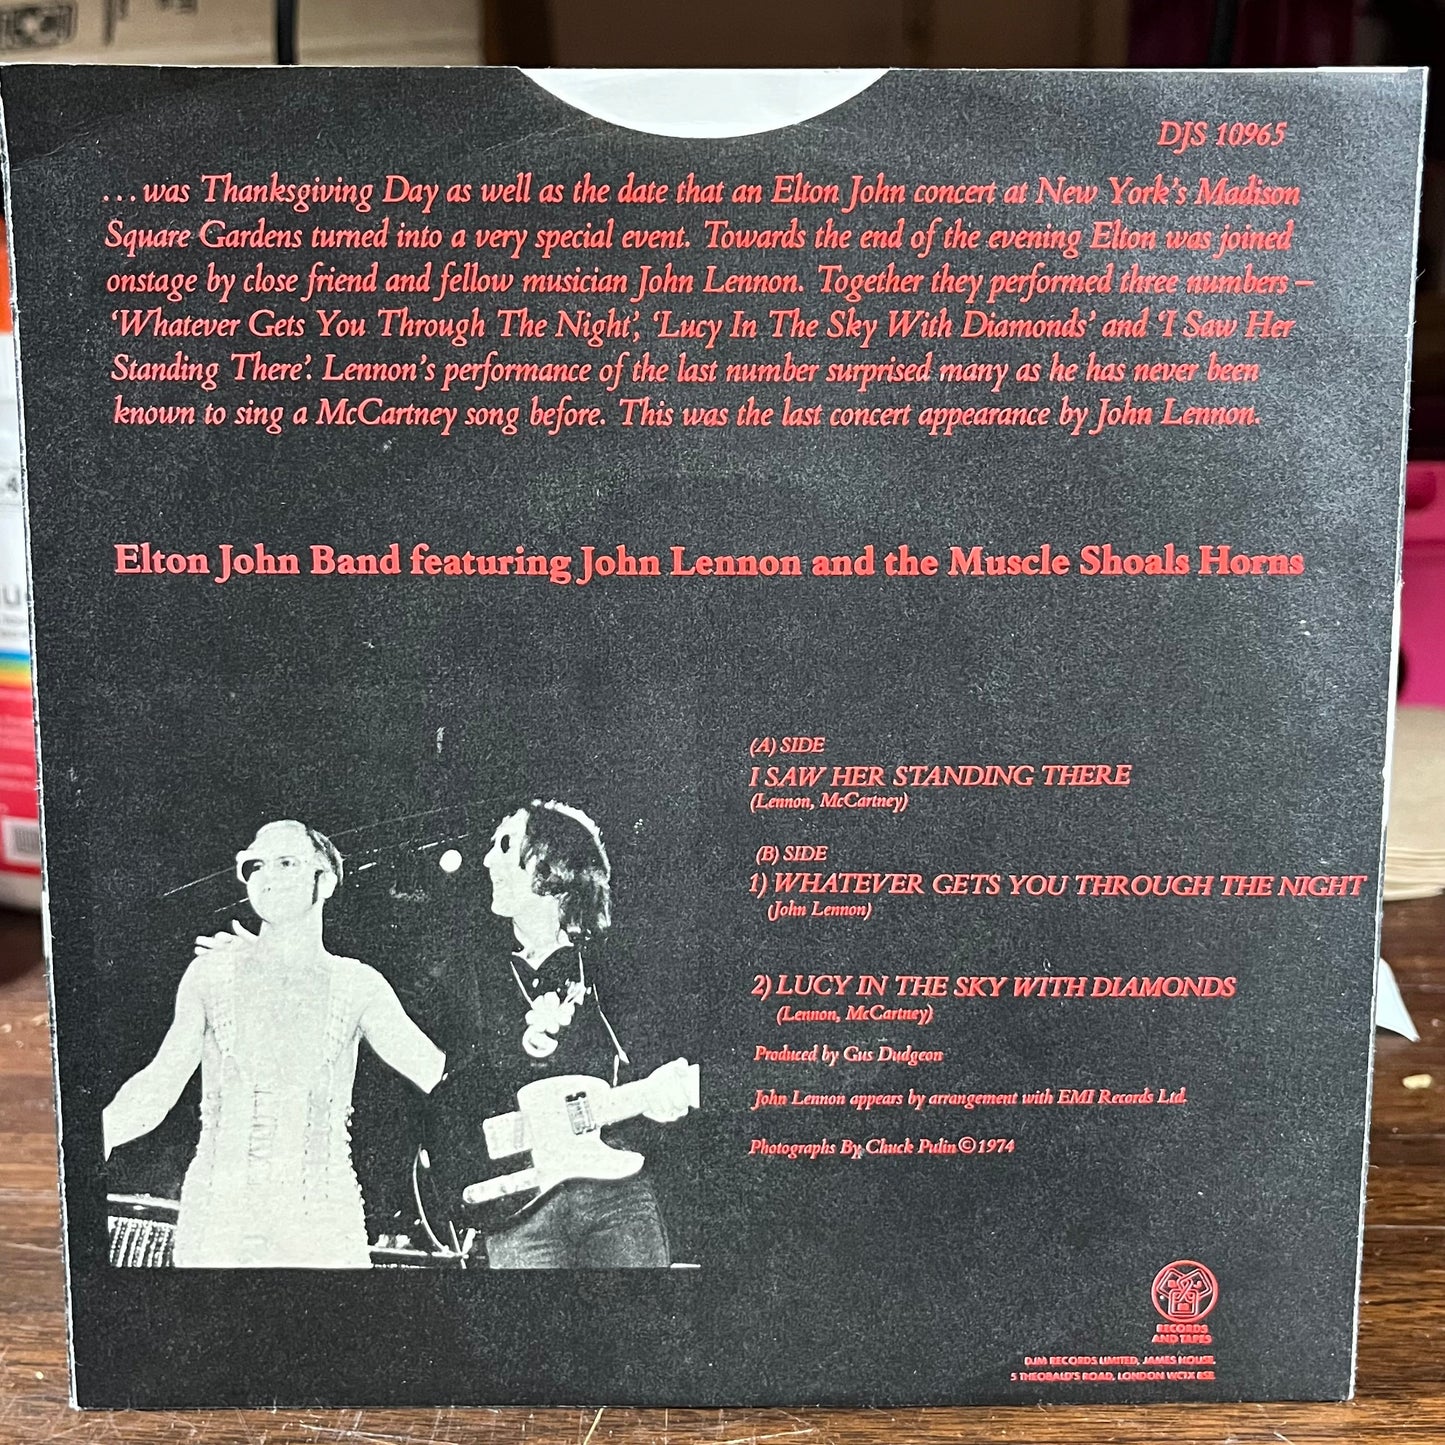 DJS 10965
...was Thanksgiving Day as well as the date that an Elton John concert at New York's Madison
Square Gardens turned into a very special event. Towards the end of the evening Elton was joined
onstage by close friend and fellow musician John Lennon. Together they performed three numbers –
'Whatever Gets You Through The Night', 'Lucy In The Sky With Diamonds' and 'I Saw Her
Standing There'. Lennon's performance of the last number surprised many as he has never been
known to sing a McCartney song before. This was the last concert appearance by John Lennon.
Elton John Band featuring John Lennon and the Muscle Shoals Horns
(A) SIDE
I SAW HER STANDING THERE
(Lennon, McCartney)
(B) SIDE
1) WHATEVER GETS YOU THROUGH THE NIGHT
(John Lennon)
2) LUCY IN THE SKY WITH DIAMONDS
(Lennon, McCartney)
Produced by Gus Dudgeon
John Lennon appears by arrangement with EMI Records Ltd.
Photographs By Chuck Pulin © 1974
RECORDS
AND TAPES
DJM RECORDS LIMITED, JAMES HOUSE,
5 THEOBALD'S ROAD, LONDON WC1X 8SE